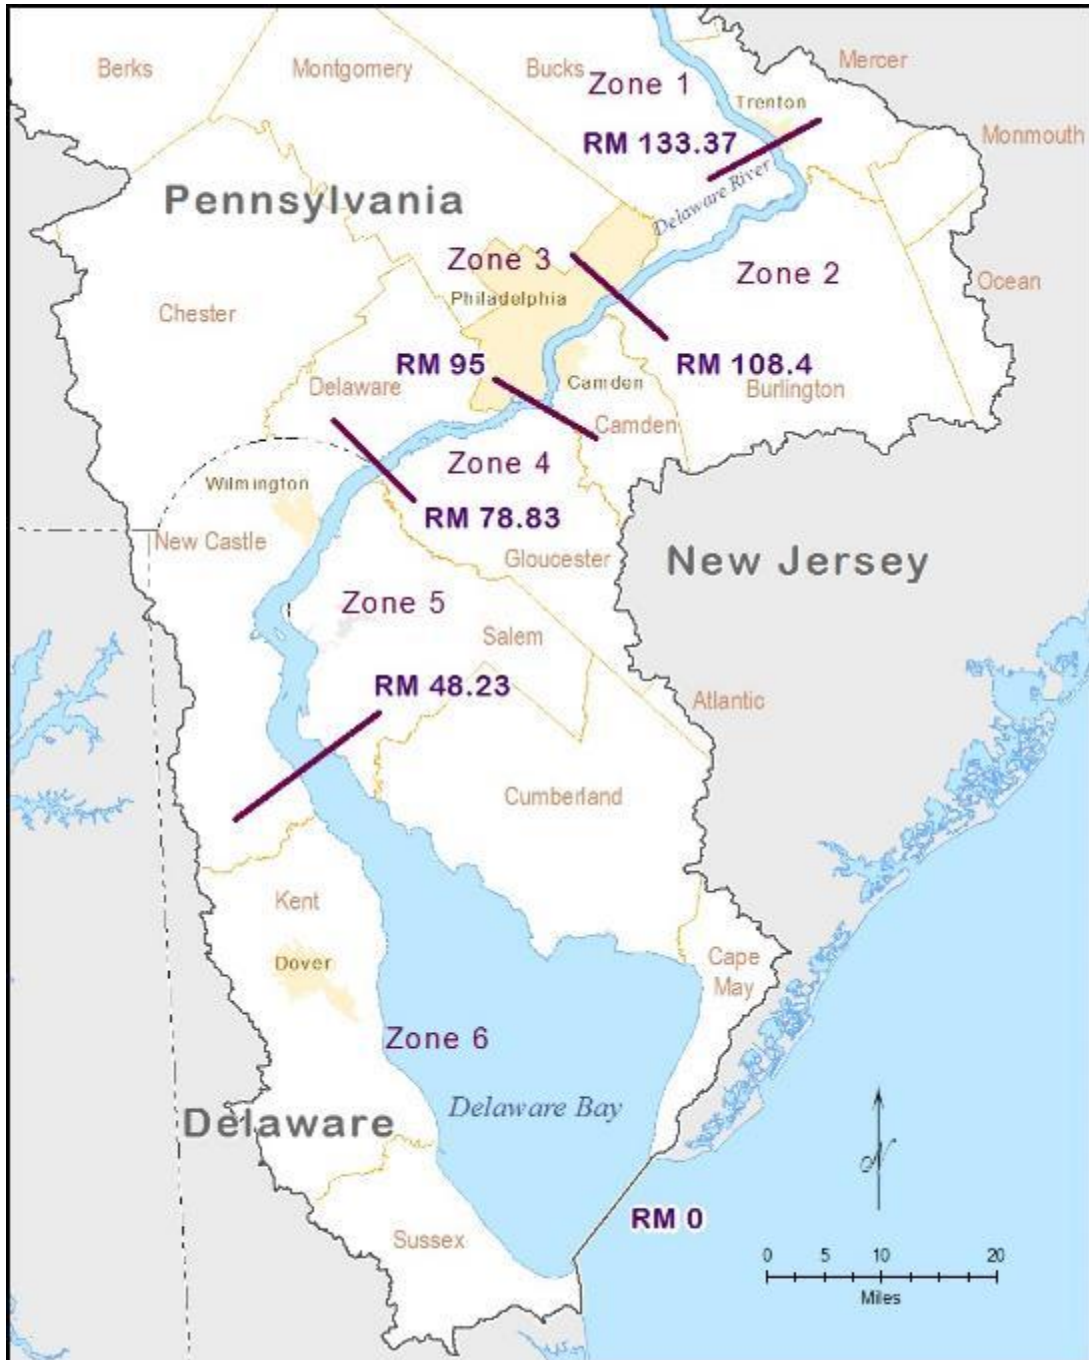 Mercer
Berks
Montgomery
Bucks
Zone 1
Trenton
RM 133.37
Monmouth
Delaware River
Pennsylvania
Zone 3
Zone 2
Ocean
Philadelphia
Chester
RM 95
RM 108.4
Delaware
Camden
Burlington
Camden
Zone 4
Wilmington
RM 78.83
New Castle
Gloucester
New Jersey
Zone 5
Salem
RM 48.23
Atlantic
Cumberland
Kent
Dover
Cape
May
Zone 6
Delaware Bay
Delaware
N
RM 0
Sussex
0 5 10 20
Miles